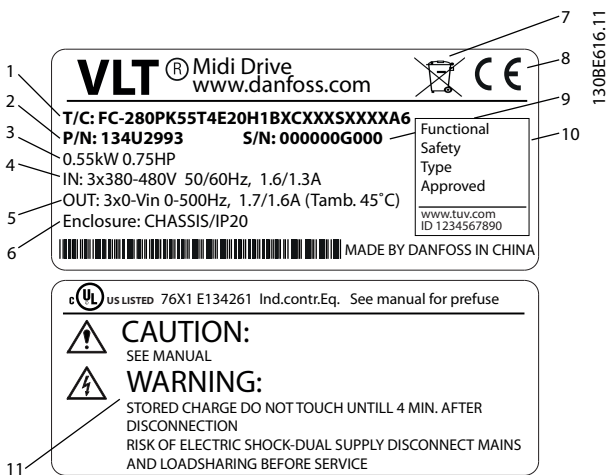 130BE616.11
1
2
3
4
5
6
7
8
9
10
11
VLT ® Midi Drive
www.danfoss.com
T/C: FC-280PK55T4E20H1BXCXXXSXXXXA6
P/N: 134U2993 S/N: 000000G000
0.55kW 0.75HP
IN: 3x380-480V 50/60Hz, 1.6/1.3A
OUT: 3x0-Vin 0-500Hz, 1.7/1.6A (Tamb. 45˚C)
Enclosure: CHASSIS/IP20
CE
Functional
Safety
Type
Approved
www.tuv.com
ID 1234567890
MADE BY DANFOSS IN CHINA
c UL US LISTED 76X1 E134261 Ind.contr.Eq. See manual for prefuse
CAUTION:
SEE MANUAL
WARNING:
STORED CHARGE DO NOT TOUCH UNTILL 4 MIN. AFTER
DISCONNECTION
RISK OF ELECTRIC SHOCK-DUAL SUPPLY DISCONNECT MAINS
AND LOADSHARING BEFORE SERVICE